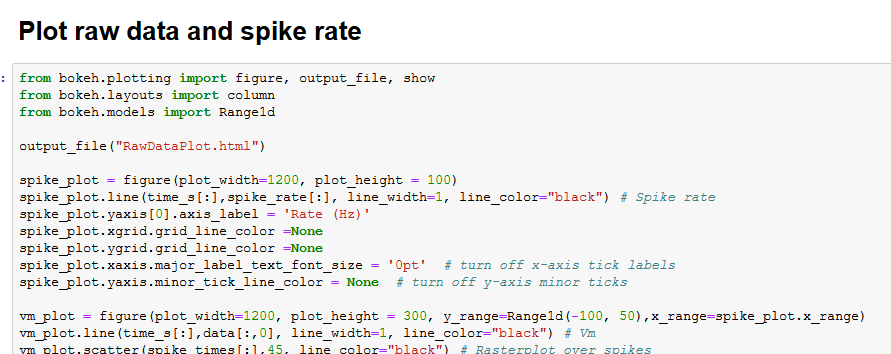 Plot raw data and spike rate
:
from bokeh.plotting import figure, output_file, show
from bokeh.layouts import column
from bokeh.models import Range1d
output_file("RawDataPlot.html")
spike_plot = figure(plot_width=1200, plot_height = 100)
spike_plot.line(time_s[:],spike_rate[:], line_width=1, line_color="black") # Spike rate
spike_plot.yaxis[0].axis_label = 'Rate (Hz)'
spike_plot.xgrid.grid_line_color =None
spike_plot.ygrid.grid_line_color =None
spike_plot.xaxis.major_label_text_font_size = '0pt'  # turn off x-axis tick labels
spike_plot.yaxis.minor_tick_line_color = None  # turn off y-axis minor ticks
vm_plot = figure(plot_width=1200, plot_height = 300, y_range=Range1d(-100, 50),x_range=spike_plot.x_range)
vm_plot.line(time_s[:],data[:,0], line_width=1, line_color="black") # Vm
vm_plot.scatter(spike_times[:],45, line_color="black") # Rasterplot over spikes